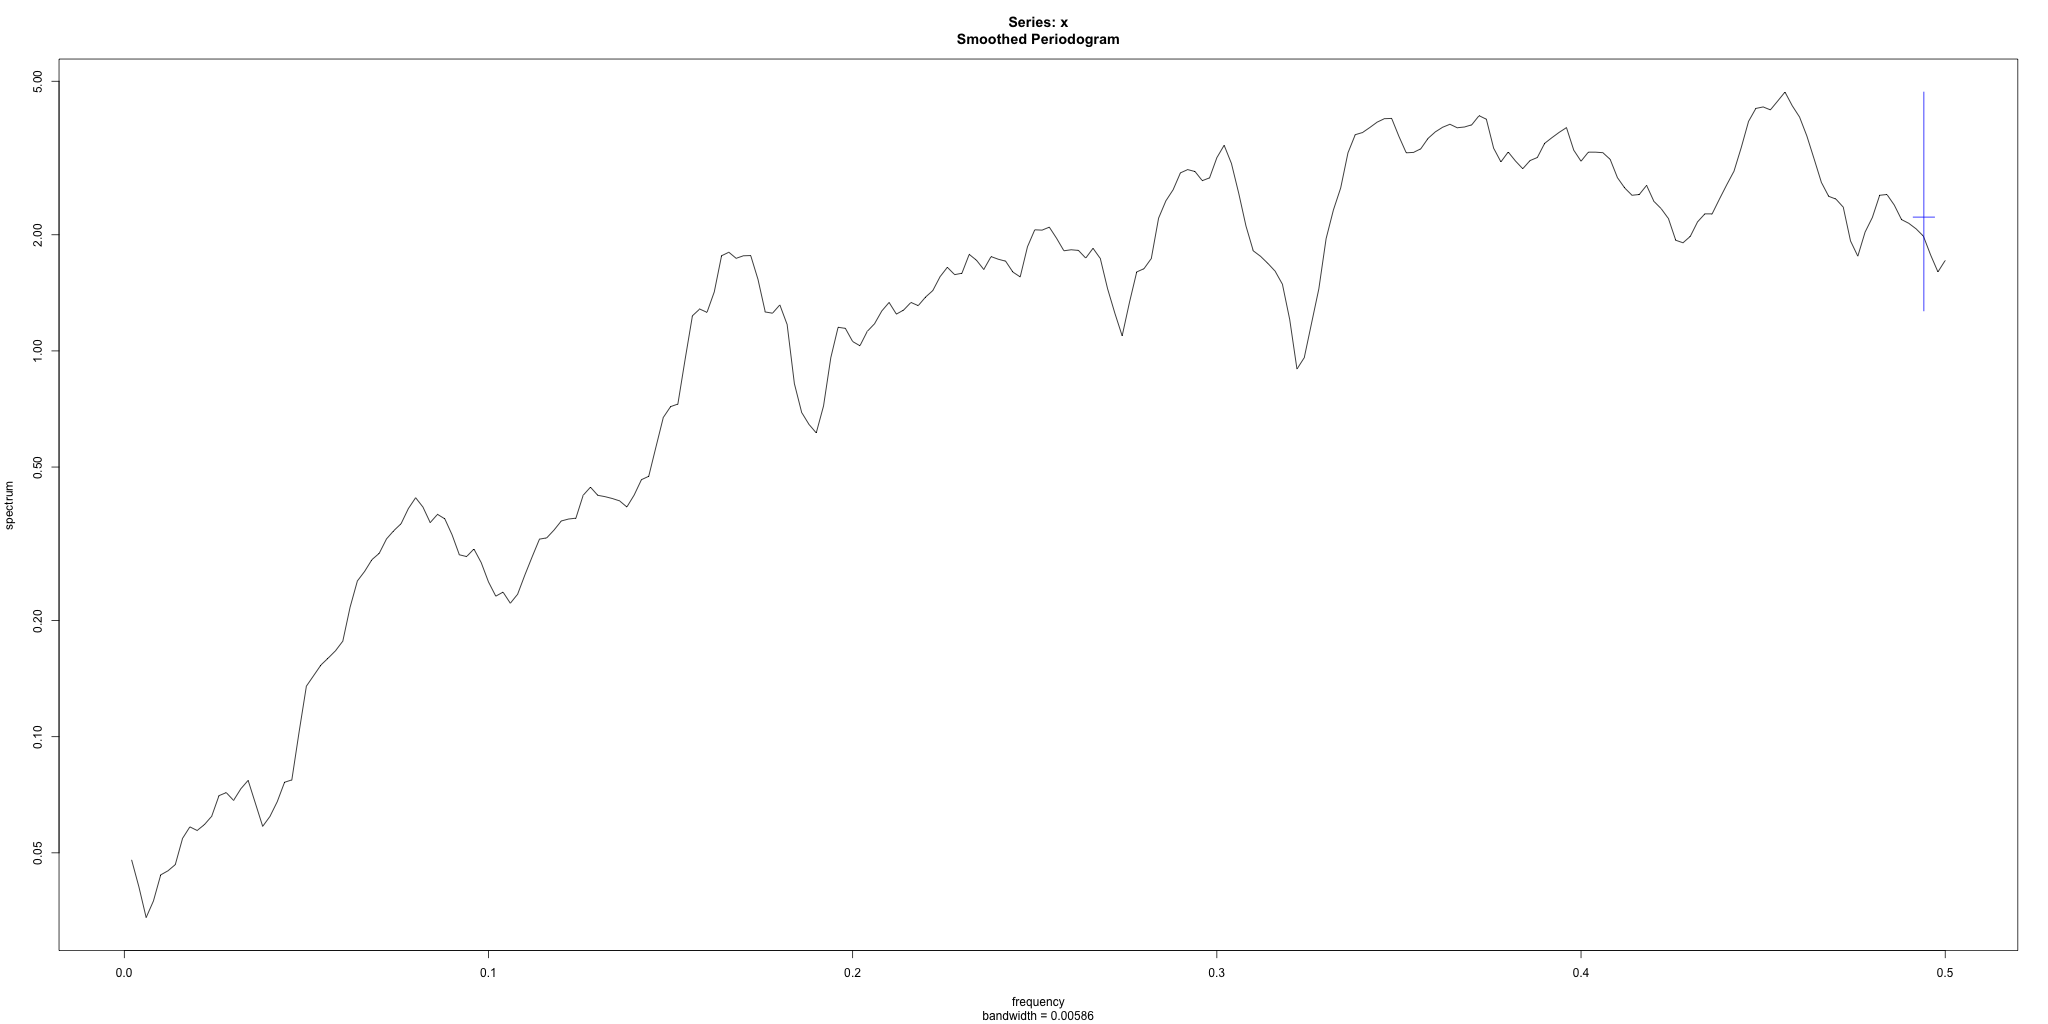 Series: x
Smoothed Periodogram
5.00
2.00
1.00
0.50
0.20
0.10
0.05
spectrum
0.0 0.1 0.2 0.3 0.4 0.5
frequency
bandwidth = 0.00586